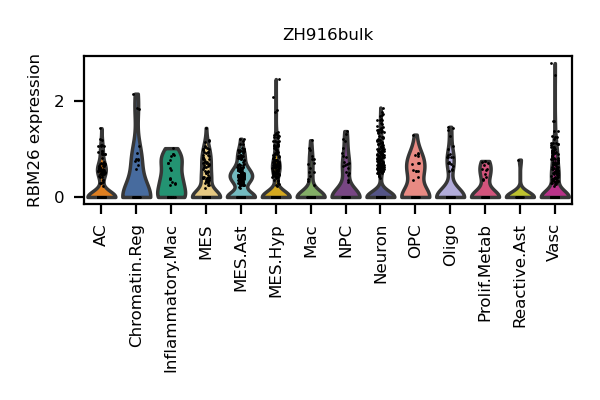 ZH916bulk
RBM26 expression
2
0
AC
Chromatin.Reg
Inflammatory.Mac
MES
MES.Ast
MES.Hyp
Mac
NPC
Neuron
OPC
Oligo
Prolif.Metab
Reactive.Ast
Vasc